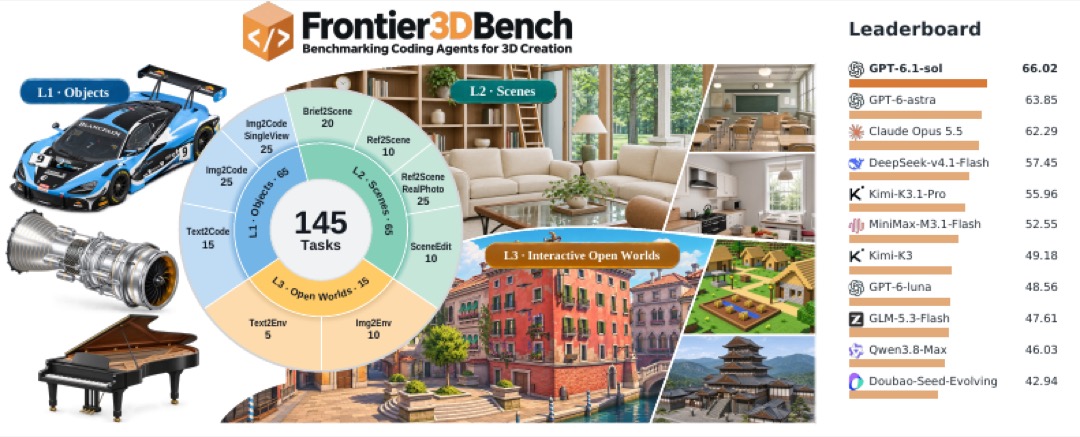 Frontier3DBench
Benchmarking Coding Agents for 3D Creation
L1 · Objects
L2 · Scenes
L3 · Interactive Open Worlds
145
Tasks
L1 · Objects · 65
L2 · Scenes · 65
L3 · Open Worlds · 15
Text2Code
15
Img2Code
25
Img2Code
SingleView
25
Brief2Scene
20
Ref2Scene
10
Ref2Scene
RealPhoto
25
SceneEdit
10
Img2Env
10
Text2Env
5
9
9
Leaderboard
GPT-6.1-sol 66.02
GPT-6-astra 63.85
Claude Opus 5.5 62.29
DeepSeek-v4.1-Flash 57.45
Kimi-K3.1-Pro 55.96
MiniMax-M3.1-Flash 52.55
Kimi-K3 49.18
GPT-6-luna 48.56
GLM-5.3-Flash 47.61
Qwen3.8-Max 46.03
Doubao-Seed-Evolving 42.94